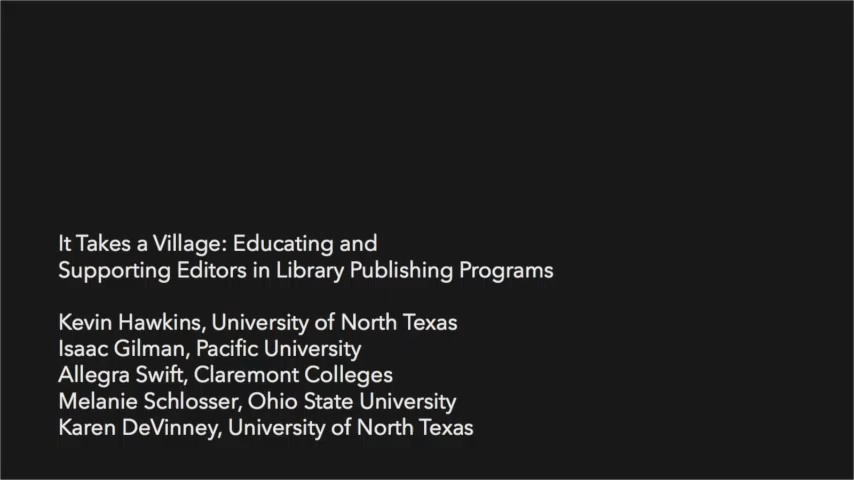 It Takes a Village: Educating and
Supporting Editors in Library Publishing Programs
Kevin Hawkins, University of North Texas
Isaac Gilman, Pacific University
Allegra Swift, Claremont Colleges
Melanie Schlosser, Ohio State University
Karen DeVinney, University of North Texas